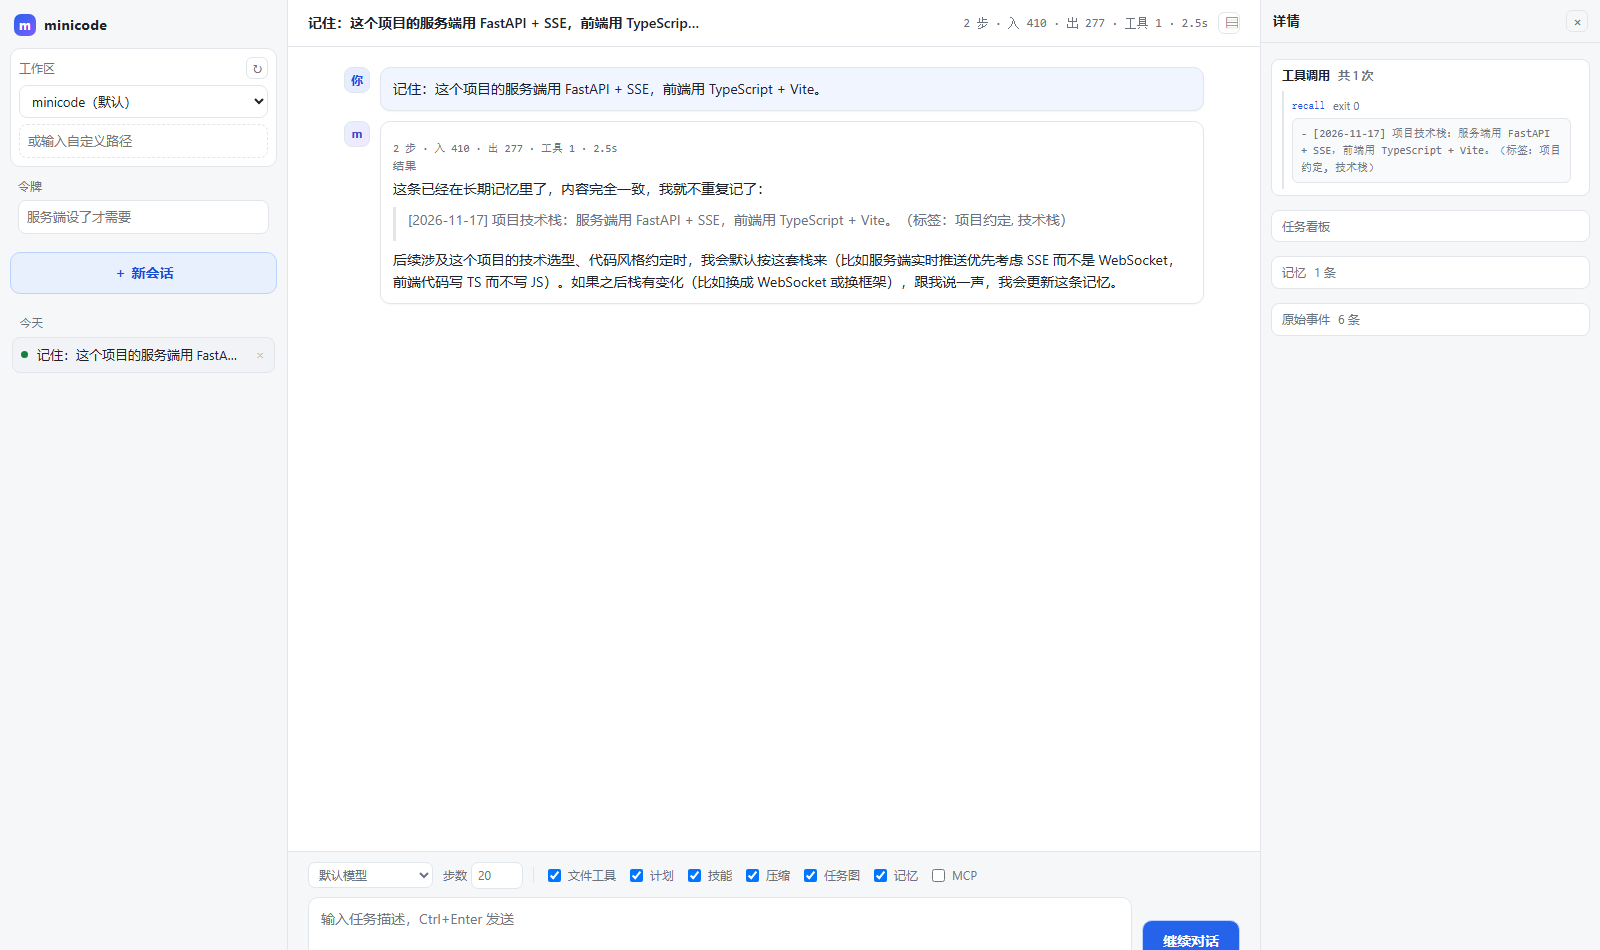 m minicode
工作区
↻
minicode（默认）
或输入自定义路径
令牌
服务端设了才需要
+ 新会话
今天
记住：这个项目的服务端用 FastA... ×
记住：这个项目的服务端用 FastAPI + SSE，前端用 TypeScrip...
2 步 · 入 410 · 出 277 · 工具 1 · 2.5s
你
记住：这个项目的服务端用 FastAPI + SSE，前端用 TypeScript + Vite。
m
2 步 · 入 410 · 出 277 · 工具 1 · 2.5s
结果
这条已经在长期记忆里了，内容完全一致，我就不重复记了：
[2026-11-17] 项目技术栈：服务端用 FastAPI + SSE，前端用 TypeScript + Vite。（标签：项目约定, 技术栈）
后续涉及这个项目的技术选型、代码风格约定时，我会默认按这套栈来（比如服务端实时推送优先考虑 SSE 而不是 WebSocket，
前端代码写 TS 而不写 JS）。如果之后栈有变化（比如换成 WebSocket 或换框架），跟我说一声，我会更新这条记忆。
默认模型
步数 20
文件工具
计划
技能
压缩
任务图
记忆
MCP
输入任务描述，Ctrl+Enter 发送
继续对话
详情
×
工具调用 共 1 次
recall exit 0
- [2026-11-17] 项目技术栈：服务端用 FastAPI
+ SSE，前端用 TypeScript + Vite。（标签：项目
约定, 技术栈）
任务看板
记忆 1 条
原始事件 6 条